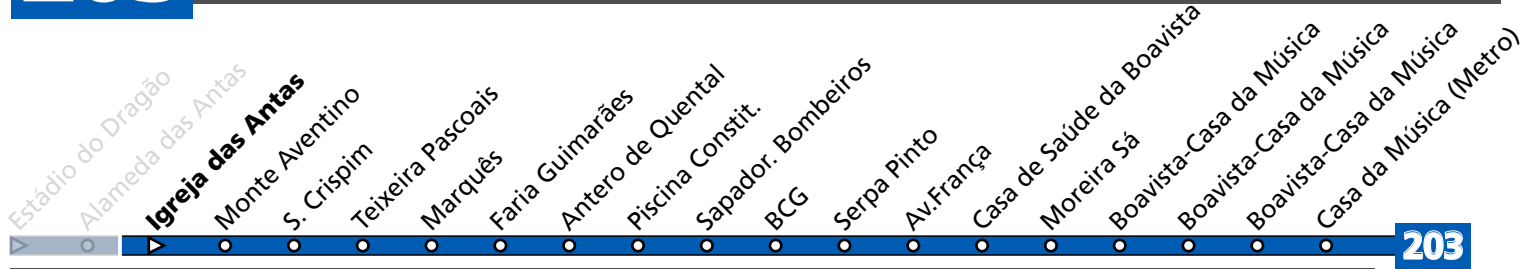 203
Estádio do Dragão
Alameda das Antas
Igreja das Antas
Monte Aventino
S. Crispim
Teixeira Pascoais
Marquês
Faria Guimarães
Antero de Quental
Piscina Constit.
Sapador. Bombeiros
BCG
Serpa Pinto
Av.França
Casa de Saúde da Boavista
Moreira Sá
Boavista-Casa da Música
Boavista-Casa da Música
Boavista-Casa da Música
Casa da Música (Metro)
203